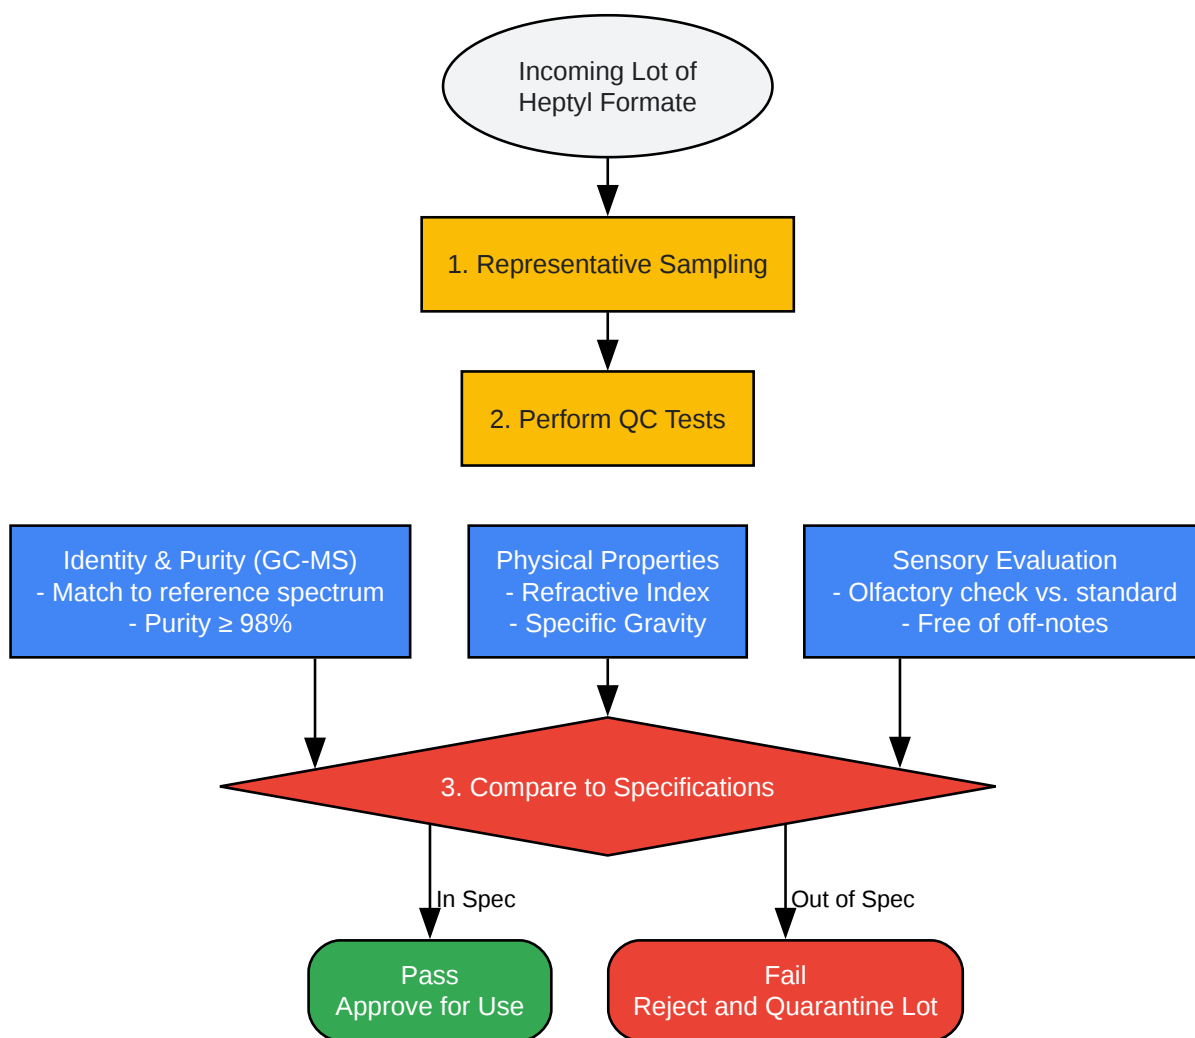 Incoming Lot of
Heptyl Formate
1. Representative Sampling
2. Perform QC Tests
Identity & Purity (GC-MS)
- Match to reference spectrum
- Purity ≥ 98%
Physical Properties
- Refractive Index
- Specific Gravity
Sensory Evaluation
- Olfactory check vs. standard
- Free of off-notes
3. Compare to Specifications
In Spec
Out of Spec
Pass
Approve for Use
Fail
Reject and Quarantine Lot